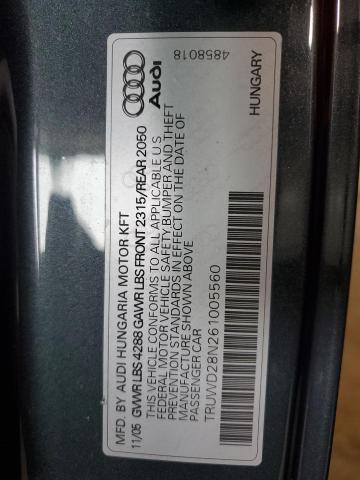 MFD. BY AUDI HUNGARIA MOTOR KFT
11/05 GVWR LBS 4288 GAWR LBS FRONT 2315 /REAR 2050
THIS VEHICLE CONFORMS TO ALL APPLICABLE U S
FEDERAL MOTOR VEHICLE SAFETY, BUMPER AND THEFT
PREVENTION STANDARDS IN EFFECT ON THE DATE OF
MANUFACTURE SHOWN ABOVE
PASSENGER CAR
TRUWD28N261005560
Audi
4858018
HUNGARY